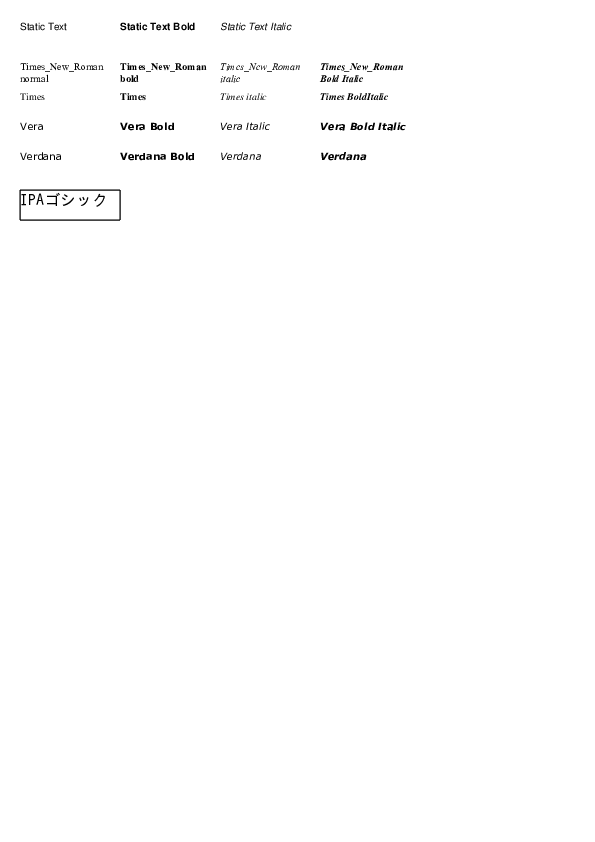 Static Text Static Text Bold Static Text Italic
Times_New_Roman normal Times_New_Roman bold Times_New_Roman italic Times_New_Roman Bold Italic
Times Times Times italic Times BoldItalic
Vera Vera Bold Vera Italic Vera Bold Italic
Verdana Verdana Bold Verdana Verdana
IPAゴシック